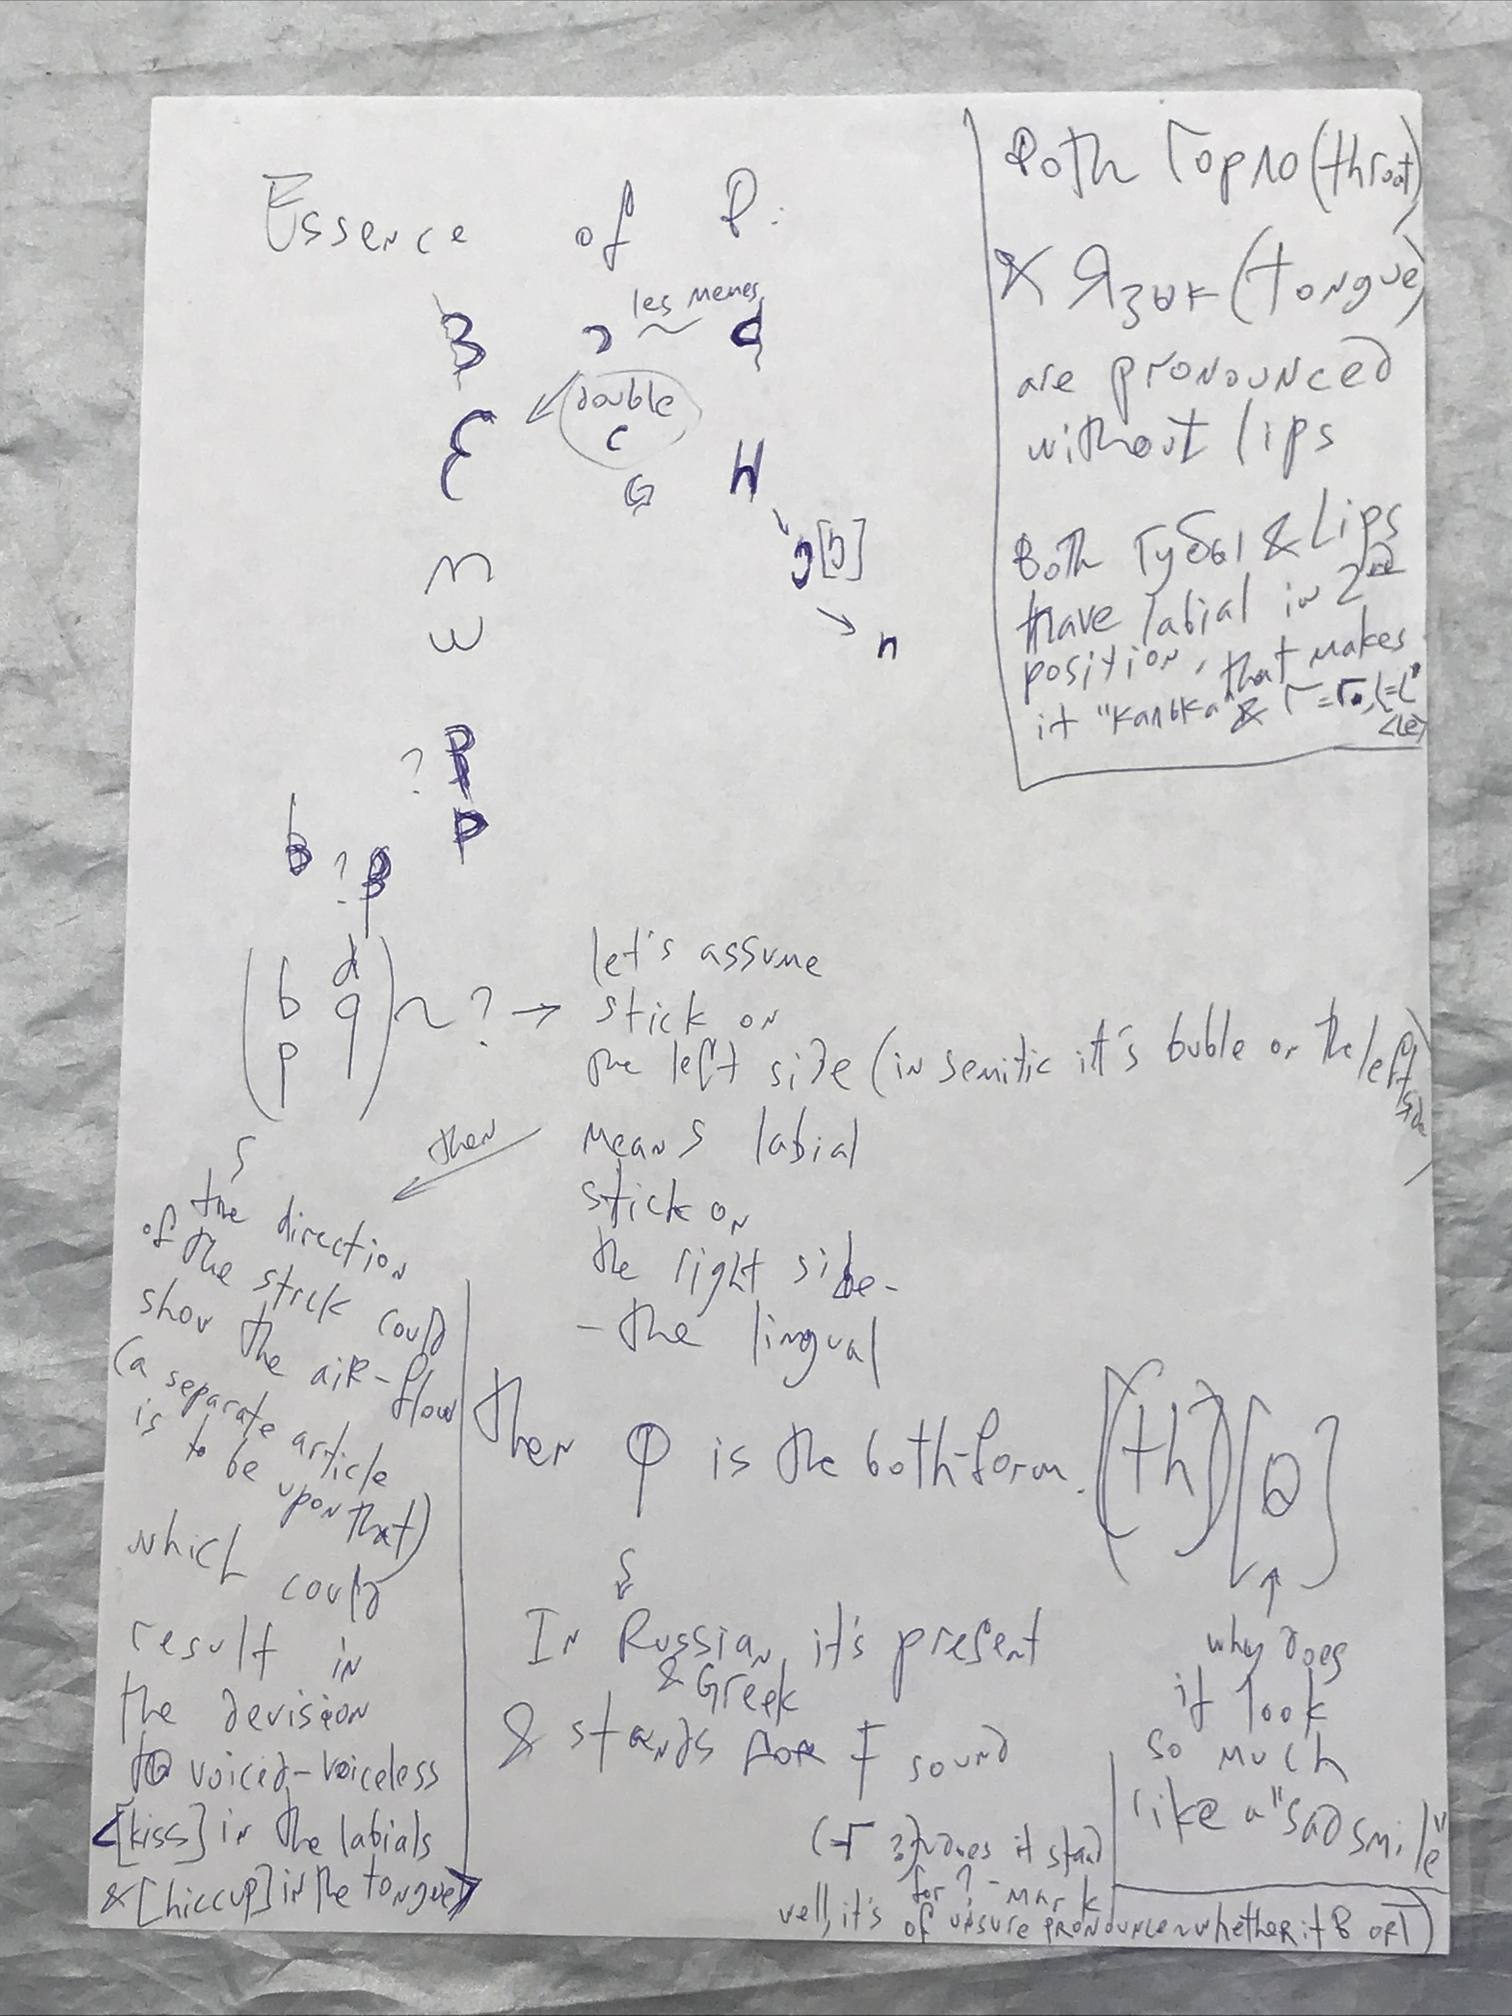 Essence of P:
les memes
B ɔ ~ c
ε double
c
G H
ɔ[ ]
m
ω n
? P
P
b ? p
b d
q
p
~ ? → let's assume
stick on
the left side (in semitic it's buble on the left side)
means labial
stick on
the right side -
- the lingual
then
the direction
of the stick could
show the air-flow
(a separate article
is to be
upon that)
which could
result in
the devision
to voiced-voiceless
<[kiss] in the labials
& [hiccup] in the tongue>
then φ is the both-form. (th) [Q]
In Russian it's present
& Greek
& stands for F sound
why does
it look
so much
like a "sad smile"
does it stand
for ? - mark
well, it's of unsure pronounce whether it B or T)
Both горло (throat)
& Язык (tongue)
are pronounced
without lips
Both губы & Lips
have labial in 2nd
position, that makes
it "калька" & Г=Го, L=L'
<Le>